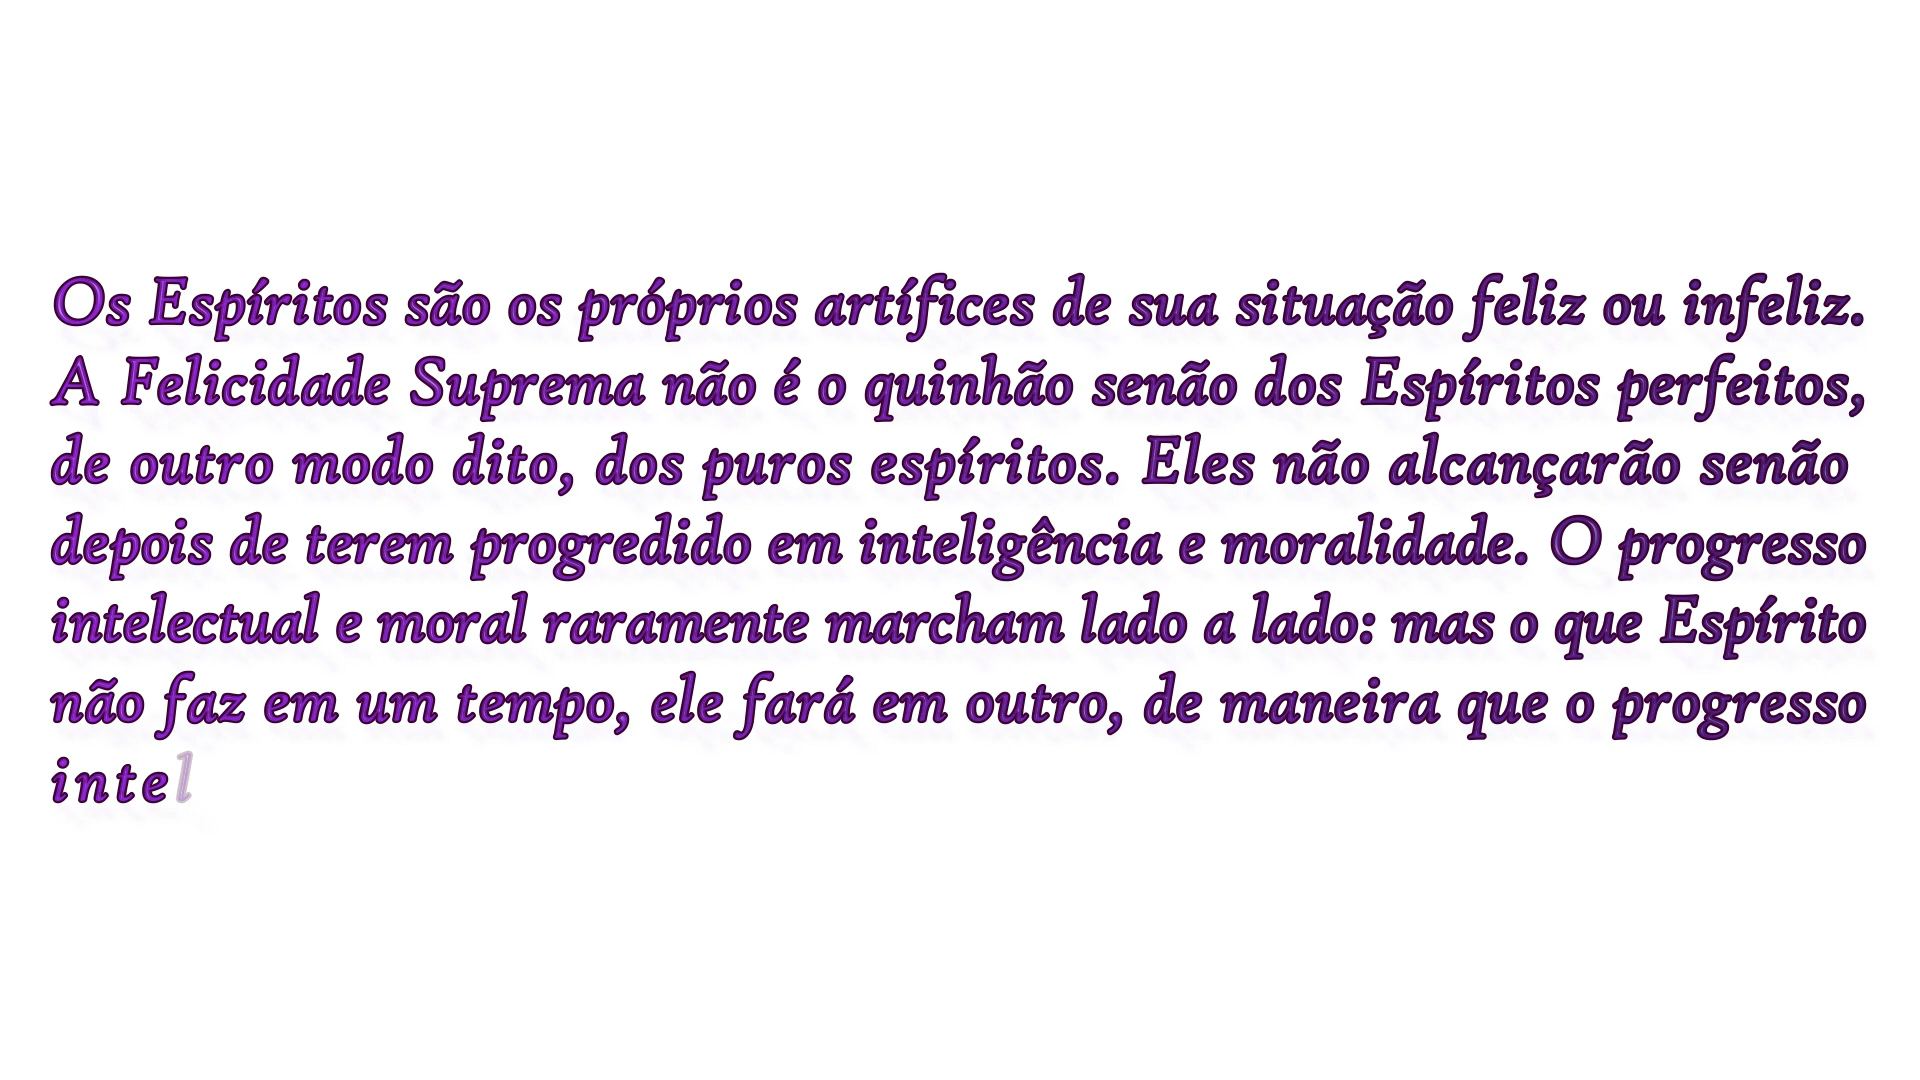 Os Espíritos são os próprios artífices de sua situação feliz ou infeliz.
A Felicidade Suprema não é o quinhão senão dos Espíritos perfeitos,
de outro modo dito, dos puros espíritos. Eles não alcançarão senão
depois de terem progredido em inteligência e moralidade. O progresso
intelectual e moral raramente marcham lado a lado: mas o que Espírito
não faz em um tempo, ele fará em outro, de maneira que o progresso
intel